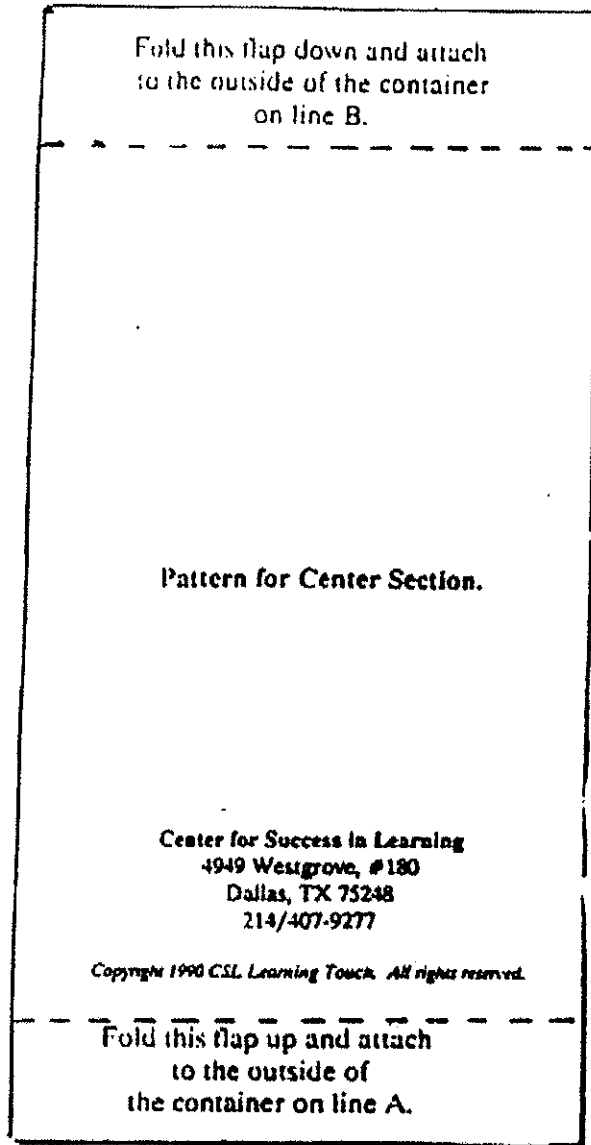 Fold this flap down and attach
to the outside of the container
on line B.
Pattern for Center Section.
Center for Success in Learning
4949 Westgrove, #180
Dallas, TX 75248
214/407-9277
Copyright 1990 CSL Learning Touch. All rights reserved.
Fold this flap up and attach
to the outside of
the container on line A.